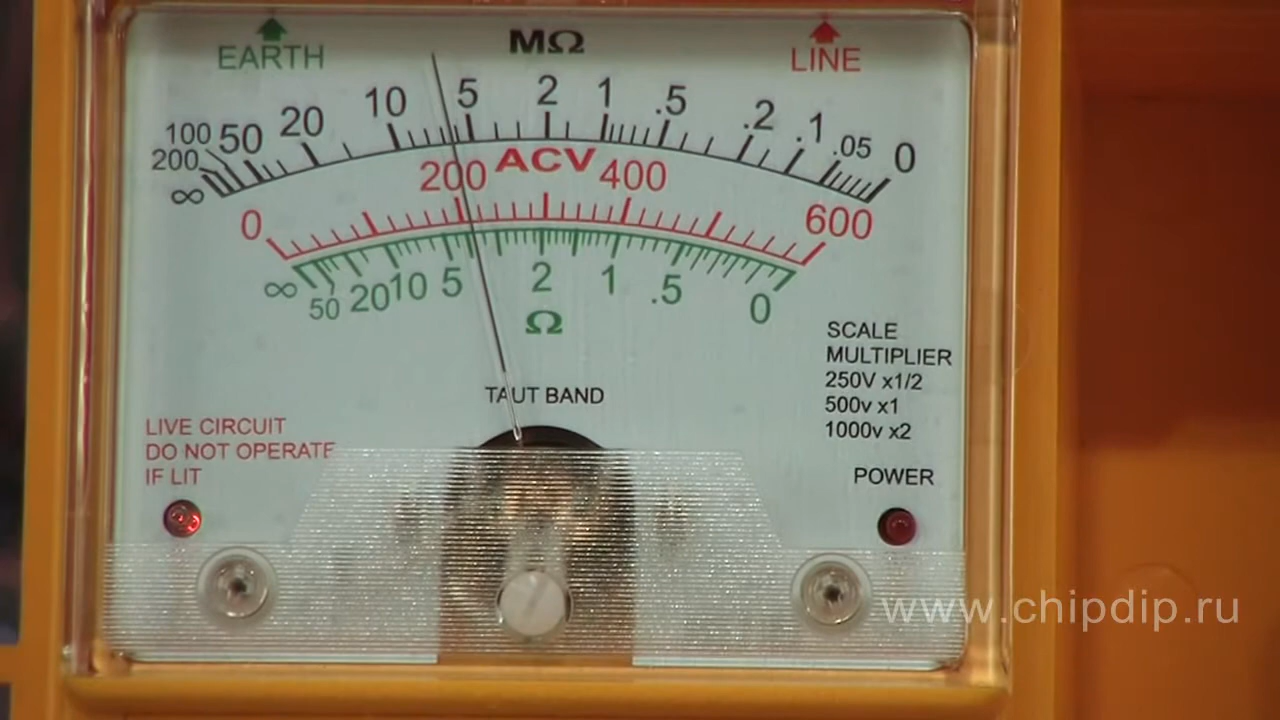 EARTH MΩ LINE
100 50 20 10 5 2 1 .5 .2 .1 .05 0
200
∞
0 200 ACV 400 600
∞ 50 20 10 5 2 1 .5 0
Ω
SCALE
MULTIPLIER
250V x1/2
500v x1
1000v x2
TAUT BAND
LIVE CIRCUIT
DO NOT OPERATE
IF LIT
POWER
www.chipdip.ru